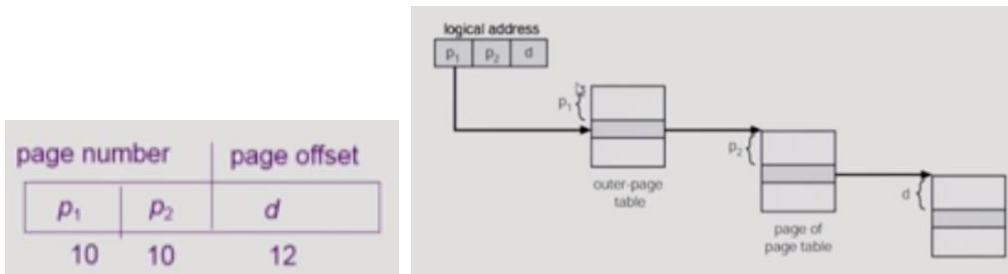 page number page offset
p₁ p₂ d
10 10 12
logical address
p₁ p₂ d
p₁
outer-page
table
p₂
page of
page table
d